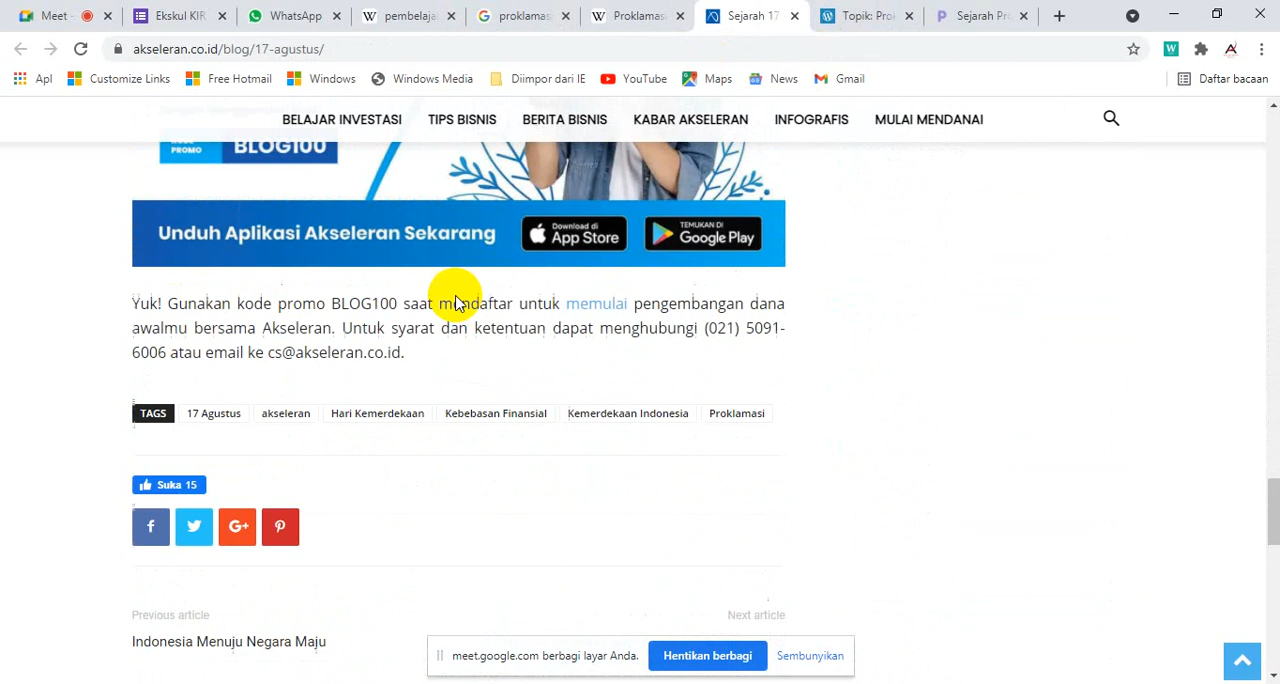 Meet -
Ekskul KIR
WhatsApp
pembelaja
proklamas
Proklamas
Sejarah 17
Topik: Pro
Sejarah Pr
akseleran.co.id/blog/17-agustus/
Apl
Customize Links
Free Hotmail
Windows
Windows Media
Diimpor dari IE
YouTube
Maps
News
Gmail
Daftar bacaan
BELAJAR INVESTASI
TIPS BISNIS
BERITA BISNIS
KABAR AKSELERAN
INFOGRAFIS
MULAI MENDANAI
PROMO
BLOG100
Unduh Aplikasi Akseleran Sekarang
Download di
App Store
TEMUKAN DI
Google Play
Yuk! Gunakan kode promo BLOG100 saat mendaftar untuk memulai pengembangan dana
awalmu bersama Akseleran. Untuk syarat dan ketentuan dapat menghubungi (021) 5091-
6006 atau email ke cs@akseleran.co.id.
TAGS
17 Agustus
akseleran
Hari Kemerdekaan
Kebebasan Finansial
Kemerdekaan Indonesia
Proklamasi
Suka 15
Previous article
Next article
Indonesia Menuju Negara Maju
meet.google.com berbagi layar Anda.
Hentikan berbagi
Sembunyikan